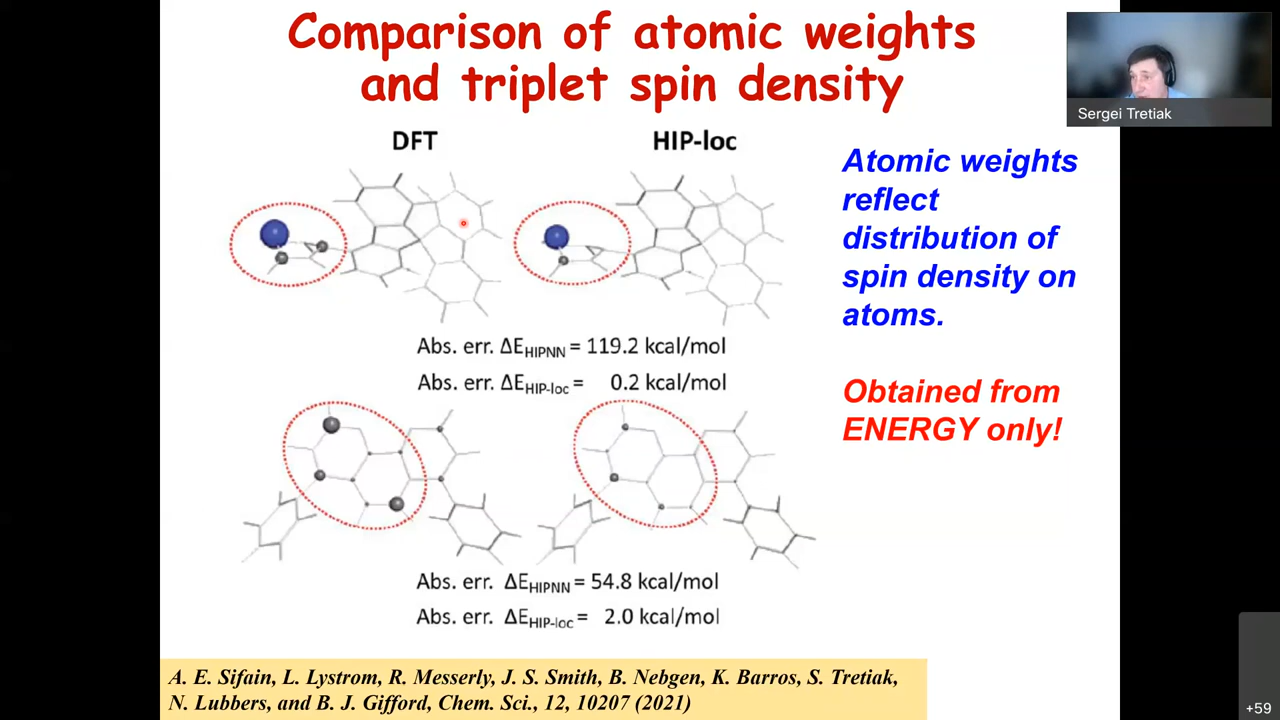 Comparison of atomic weights
and triplet spin density
Sergei Tretiak
DFT
HIP-loc
Atomic weights
reflect
distribution of
spin density on
atoms.
Abs. err. ΔE_HIPNN = 119.2 kcal/mol
Abs. err. ΔE_HIP-loc = 0.2 kcal/mol
Obtained from
ENERGY only!
Abs. err. ΔE_HIPNN = 54.8 kcal/mol
Abs. err. ΔE_HIP-loc = 2.0 kcal/mol
A. E. Sifain, L. Lystrom, R. Messerly, J. S. Smith, B. Nebgen, K. Barros, S. Tretiak,
N. Lubbers, and B. J. Gifford, Chem. Sci., 12, 10207 (2021)
+59